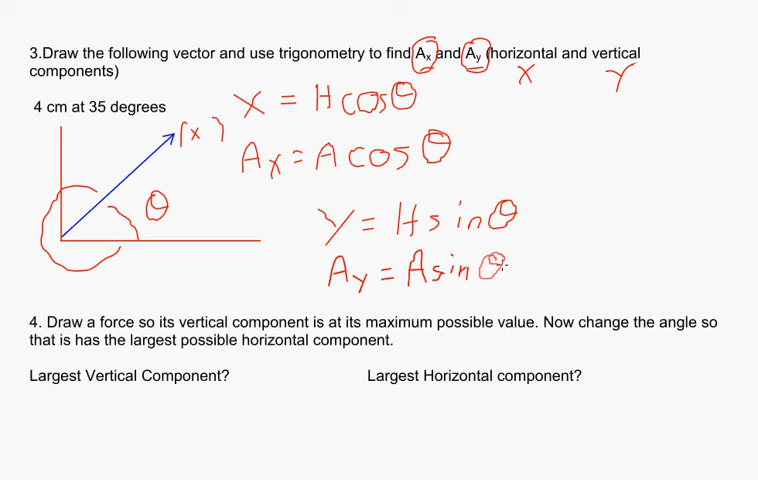 3.Draw the following vector and use trigonometry to find Ax and Ay (horizontal and vertical
components)
X Y
4 cm at 35 degrees
X = H cos θ
(x )
Ax = A cos θ
θ
Y = H sin θ
Ay = A sin θ
4. Draw a force so its vertical component is at its maximum possible value. Now change the angle so
that is has the largest possible horizontal component.
Largest Vertical Component? Largest Horizontal component?